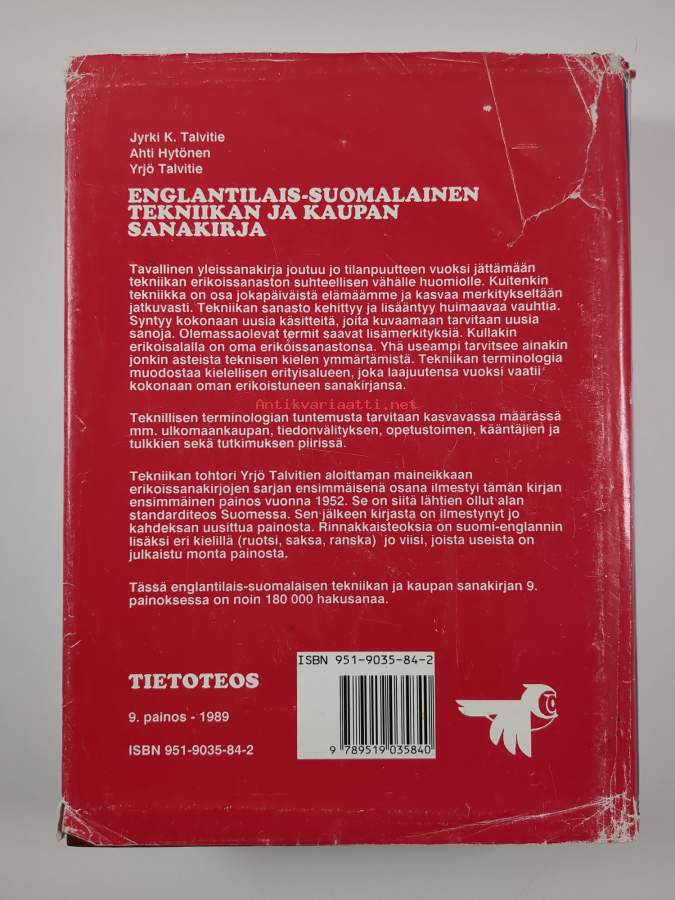 Jyrki K. Talvitie
Ahti Hytönen
Yrjö Talvitie
ENGLANTILAIS-SUOMALAINEN
TEKNIIKAN JA KAUPAN
SANAKIRJA
Tavallinen yleissanakirja joutuu jo tilanpuutteen vuoksi jättämään
tekniikan erikoissanaston suhteellisen vähälle huomiolle. Kuitenkin
tekniikka on osa jokapäiväistä elämäämme ja kasvaa merkitykseltään
jatkuvasti. Tekniikan sanasto kehittyy ja lisääntyy huimaavaa vauhtia.
Syntyy kokonaan uusia käsitteitä, joita kuvaamaan tarvitaan uusia
sanoja. Olemassaolevat termit saavat lisämerkityksiä. Kullakin
erikoisalalla on oma erikoissanastonsa. Yhä useampi tarvitsee ainakin
jonkin asteista teknisen kielen ymmärtämistä. Tekniikan terminologia
muodostaa kielellisen erityisalueen, joka laajuutensa vuoksi vaatii
kokonaan oman erikoistuneen sanakirjansa.
Antikvariaatti.net
Teknillisen terminologian tuntemusta tarvitaan kasvavassa määrässä
mm. ulkomaankaupan, tiedonvälityksen, opetustoimen, kääntäjien ja
tulkkien sekä tutkimuksen piirissä.
Tekniikan tohtori Yrjö Talvitien aloittaman maineikkaan
erikoissanakirjojen sarjan ensimmäisenä osana ilmestyi tämän kirjan
ensimmäinen painos vuonna 1952. Se on siitä lähtien ollut alan
standarditeos Suomessa. Sen jälkeen kirjasta on ilmestynyt jo
kahdeksan uusittua painosta. Rinnakkaisteoksia on suomi-englannin
lisäksi eri kielillä (ruotsi, saksa, ranska) jo viisi, joista useista on
julkaistu monta painosta.
Tässä englantilais-suomalaisen tekniikan ja kaupan sanakirjan 9.
painoksessa on noin 180 000 hakusanaa.
ISBN 951-9035-84-2
TIETOTEOS
9. painos - 1989
ISBN 951-9035-84-2
9 789519 035840